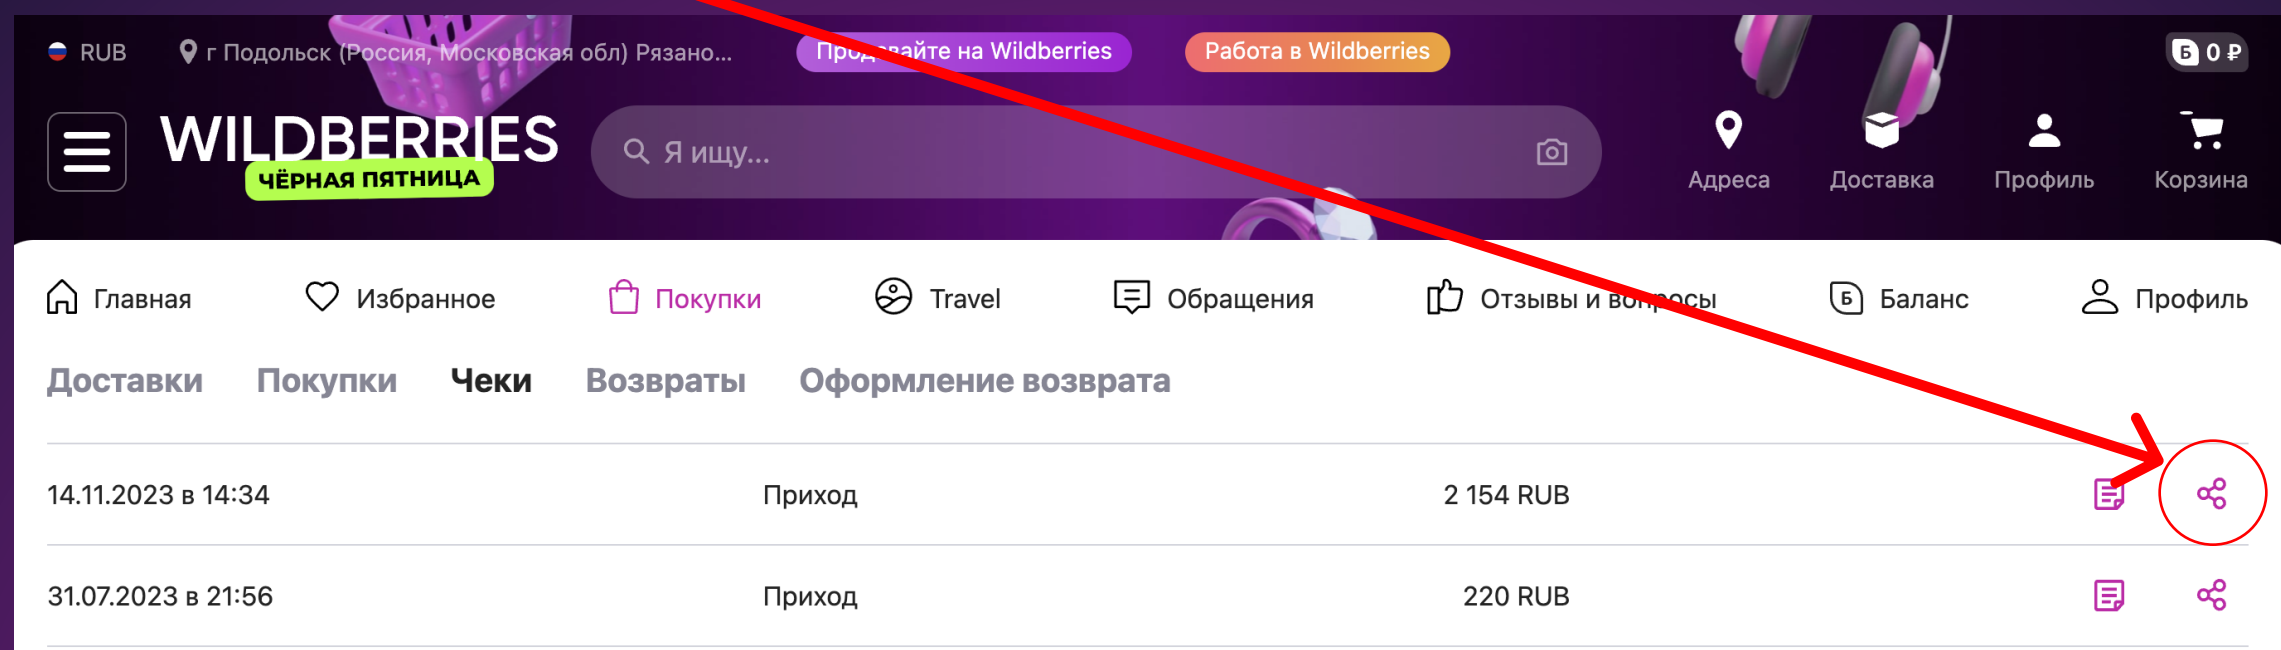 RUB г Подольск (Россия, Московская обл) Рязано... Продавайте на Wildberries Работа в Wildberries Б 0 ₽
WILDBERRIES
ЧЁРНАЯ ПЯТНИЦА
Я ищу...
Адреса Доставка Профиль Корзина
Главная Избранное Покупки Travel Обращения Отзывы и вопросы Б Баланс Профиль
Доставки Покупки Чеки Возвраты Оформление возврата
14.11.2023 в 14:34 Приход 2 154 RUB
31.07.2023 в 21:56 Приход 220 RUB